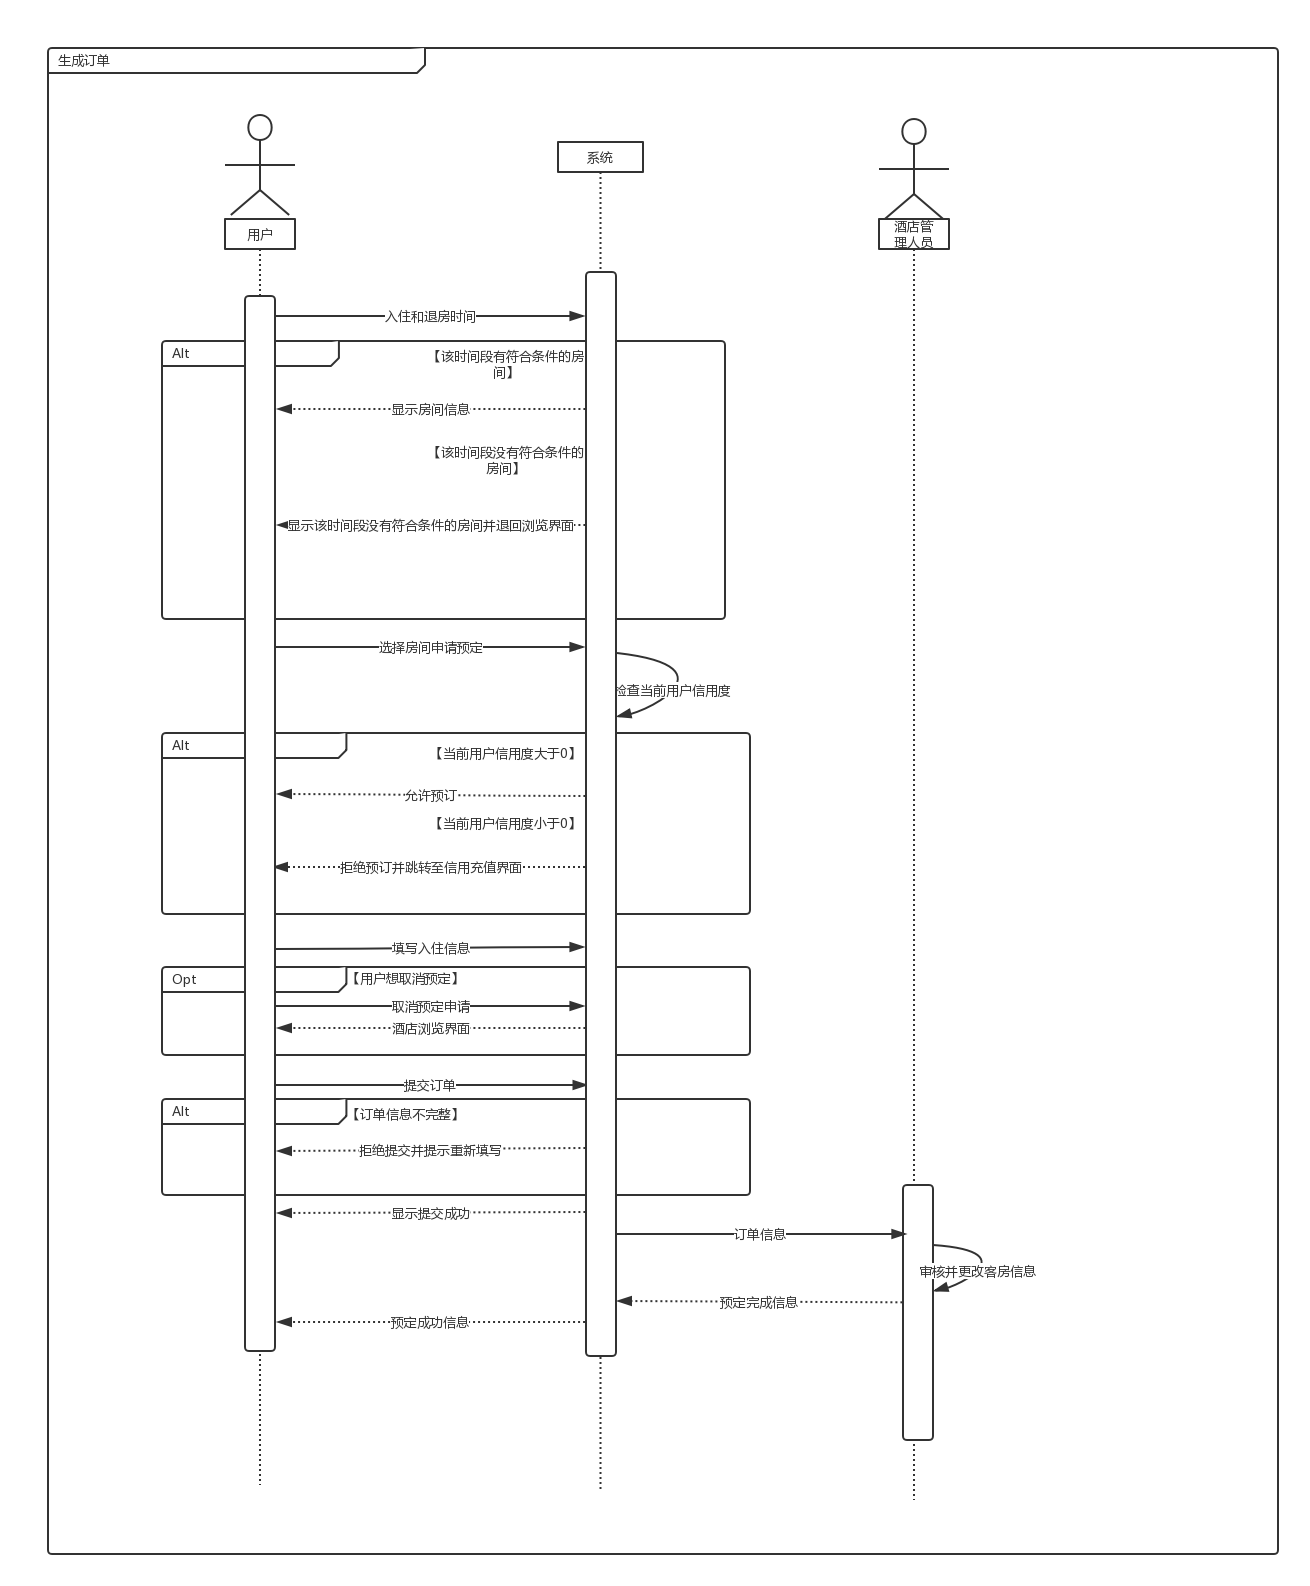 生成订单
系统
用户
酒店管
理人员
入住和退房时间
Alt
【该时间段有符合条件的房
间】
显示房间信息
【该时间段没有符合条件的
房间】
显示该时间段没有符合条件的房间并退回浏览界面
选择房间申请预定
检查当前用户信用度
Alt
【当前用户信用度大于0】
允许预订
【当前用户信用度小于0】
拒绝预订并跳转至信用充值界面
填写入住信息
Opt
【用户想取消预定】
取消预定申请
酒店浏览界面
提交订单
Alt
【订单信息不完整】
拒绝提交并提示重新填写
显示提交成功
订单信息
审核并更改客房信息
预定完成信息
预定成功信息